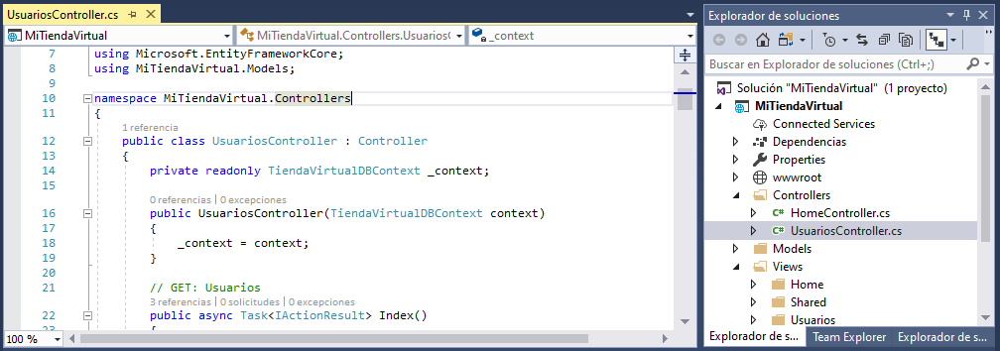 UsuariosController.cs
MiTiendaVirtual
MiTiendaVirtual.Controllers.UsuariosC
_context
7 using Microsoft.EntityFrameworkCore;
8 using MiTiendaVirtual.Models;
9
10 namespace MiTiendaVirtual.Controllers
11 {
1 referencia
12 public class UsuariosController : Controller
13 {
14 private readonly TiendaVirtualDBContext _context;
15
0 referencias | 0 excepciones
16 public UsuariosController(TiendaVirtualDBContext context)
17 {
18 _context = context;
19 }
20
21 // GET: Usuarios
3 referencias | 0 solicitudes | 0 excepciones
22 public async Task<IActionResult> Index()
23 {
100 %
Explorador de soluciones
Buscar en Explorador de soluciones (Ctrl+;)
Solución "MiTiendaVirtual" (1 proyecto)
MiTiendaVirtual
Connected Services
Dependencias
Properties
wwwroot
Controllers
C# HomeController.cs
C# UsuariosController.cs
Models
Views
Home
Shared
Usuarios
Explorador de s...
Team Explorer
Explorador de s...